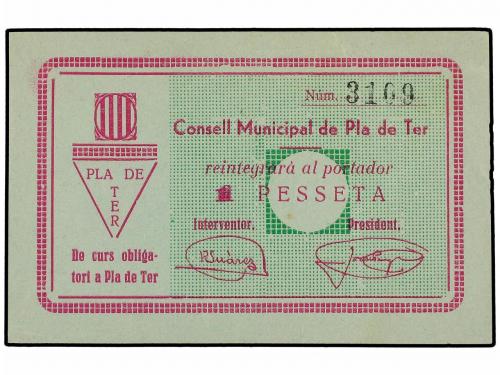 Núm. 3109
Consell Municipal de Pla de Ter
reintegrarà al portador
1 PESSETA
Interventor, President,
PLA DE
TER
De curs obliga-
tori a Pla de Ter